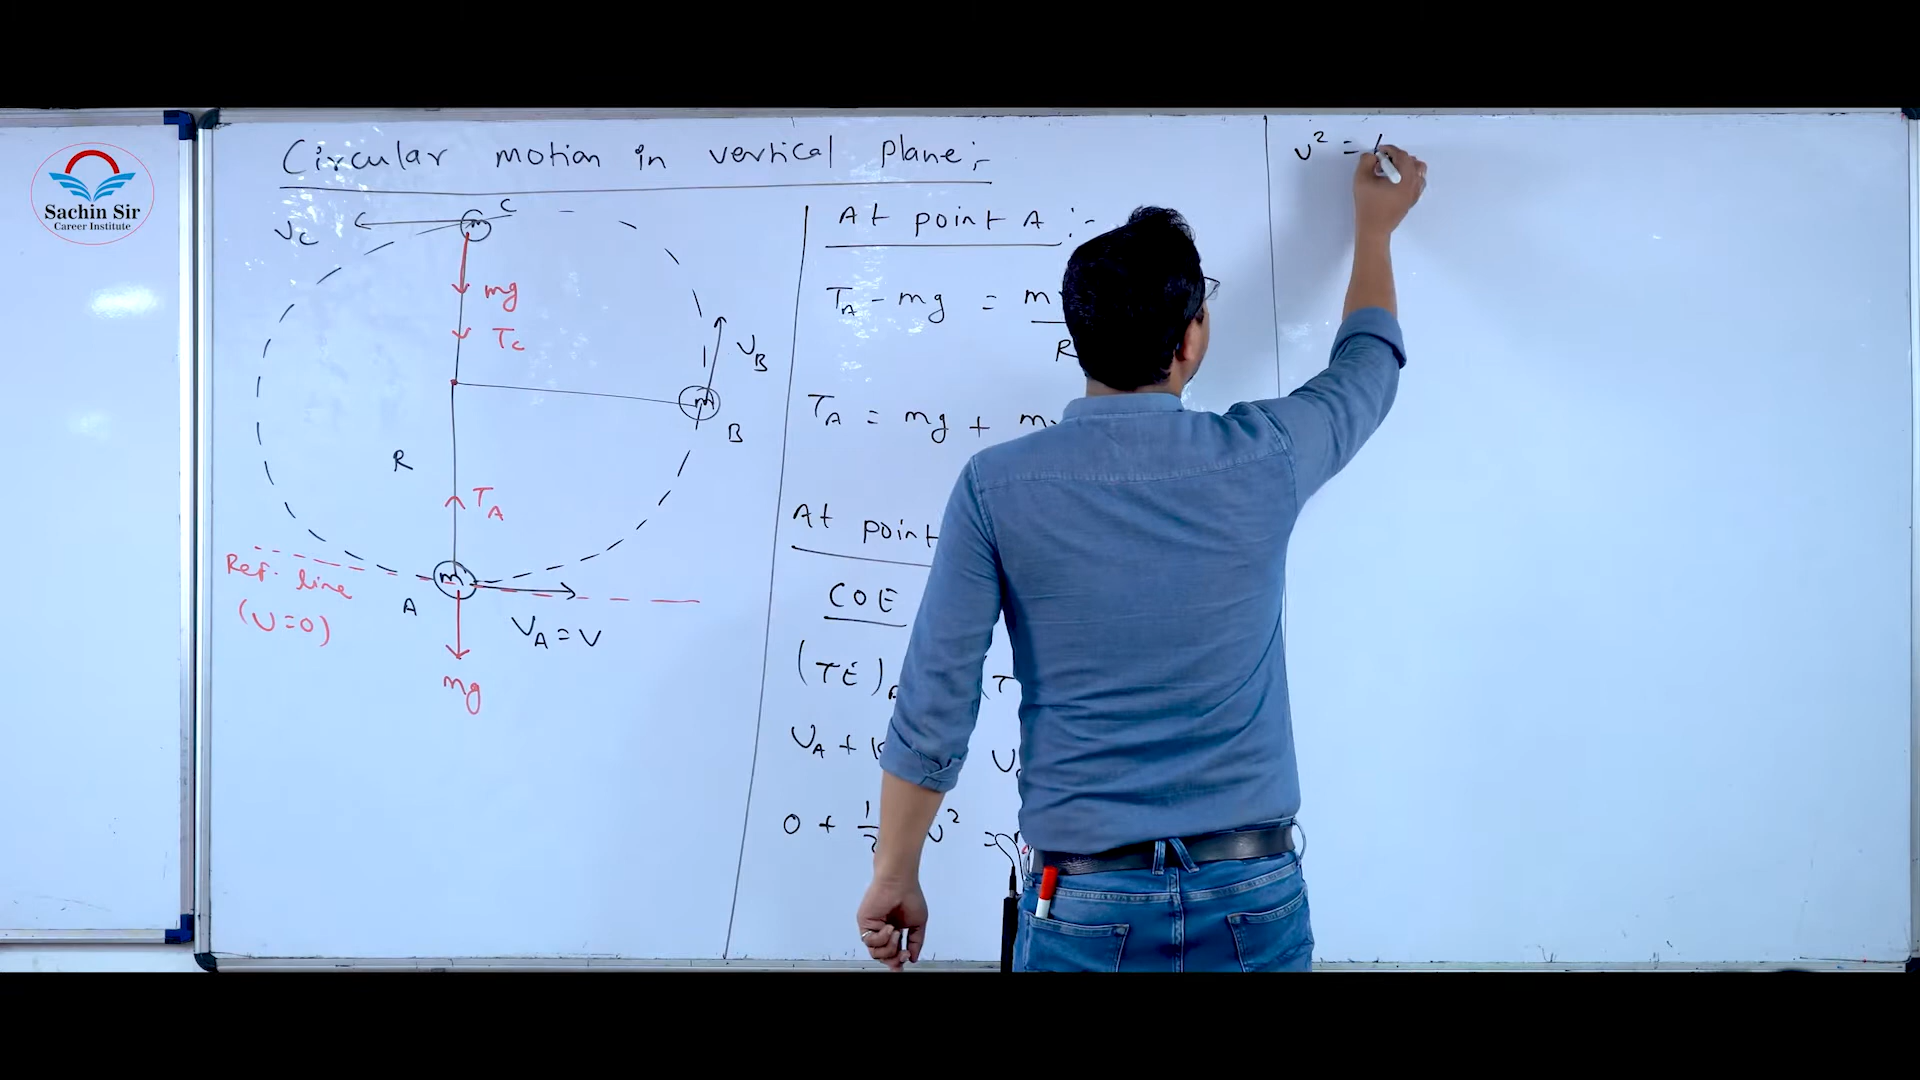 Sachin Sir
Career Institute
Circular motion in vertical plane:-
C
VC
m
mg
TC
VB
m
B
R
TA
Ref. line
(U=0)
m
A
VA = V
mg
At point A :-
TA - mg = m
R
TA = mg + m
At point
COE
(TE)
UA + K
0 + 1/2 v² =
v² =